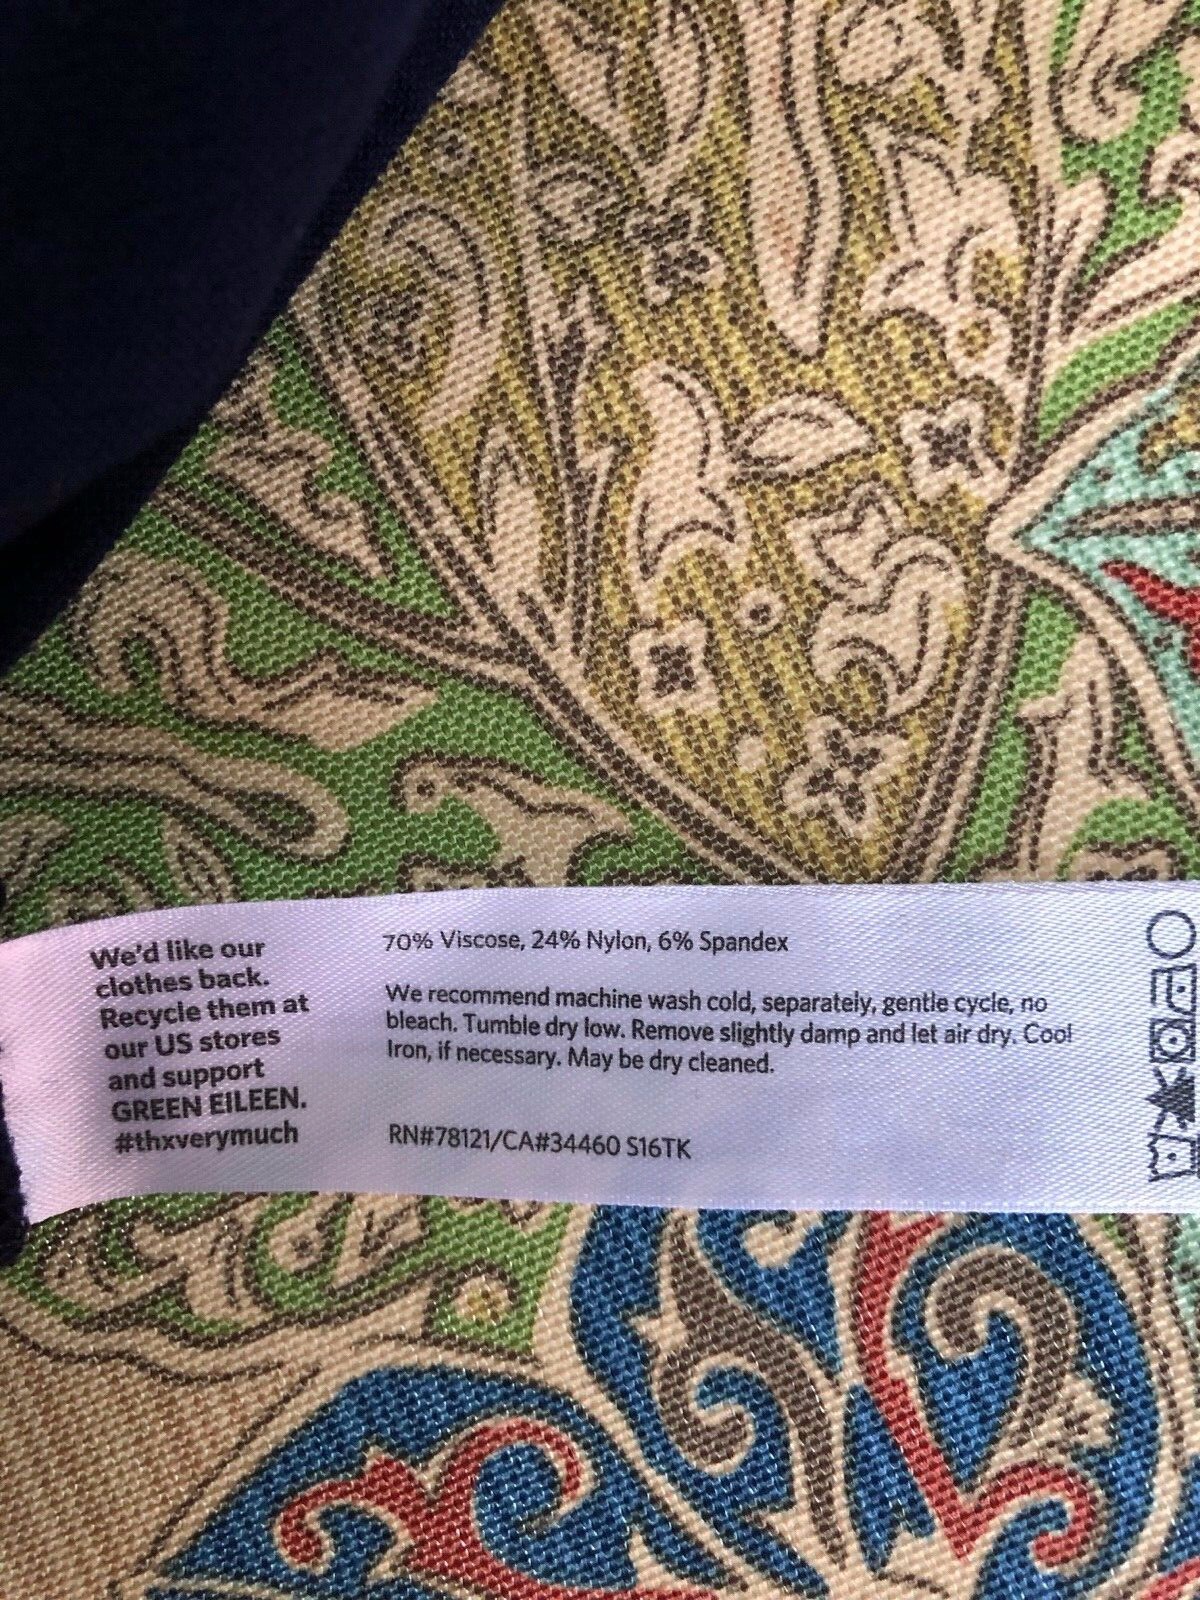 We'd like our
clothes back.
Recycle them at
our US stores
and support
GREEN EILEEN.
#thxverymuch
70% Viscose, 24% Nylon, 6% Spandex
We recommend machine wash cold, separately, gentle cycle, no
bleach. Tumble dry low. Remove slightly damp and let air dry. Cool
Iron, if necessary. May be dry cleaned.
RN#78121/CA#34460 S16TK